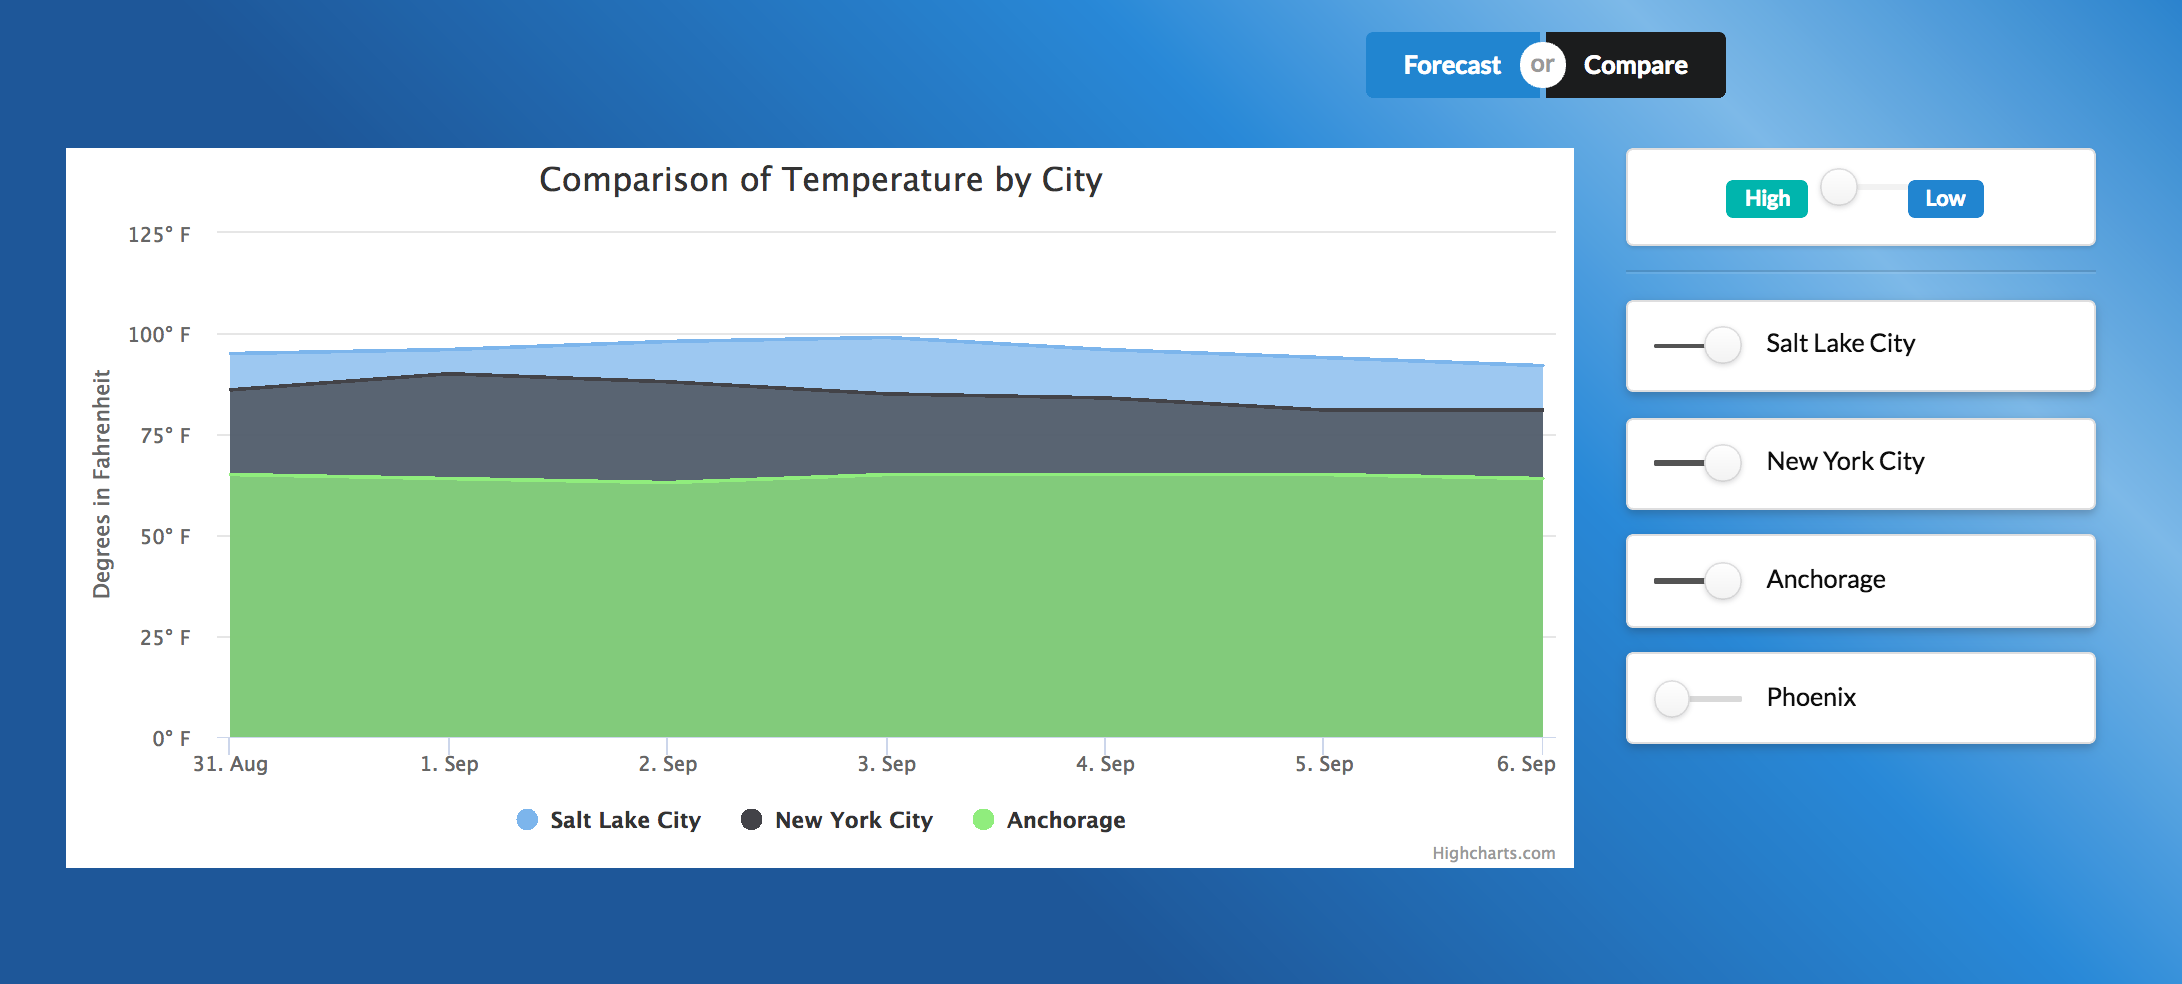 Forecast or Compare
Comparison of Temperature by City
High Low
125° F
100° F
75° F
50° F
25° F
0° F
Degrees in Fahrenheit
31. Aug 1. Sep 2. Sep 3. Sep 4. Sep 5. Sep 6. Sep
Salt Lake City New York City Anchorage
Highcharts.com
Salt Lake City
New York City
Anchorage
Phoenix